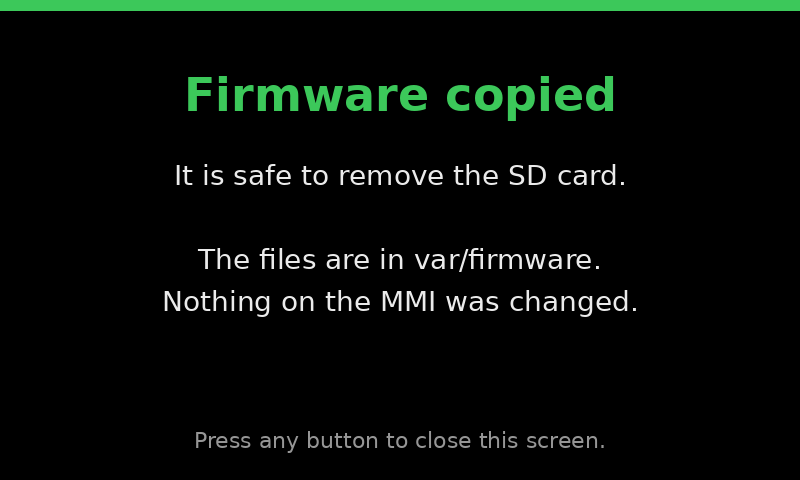 Firmware copied
It is safe to remove the SD card.
The files are in var/firmware.
Nothing on the MMI was changed.
Press any button to close this screen.